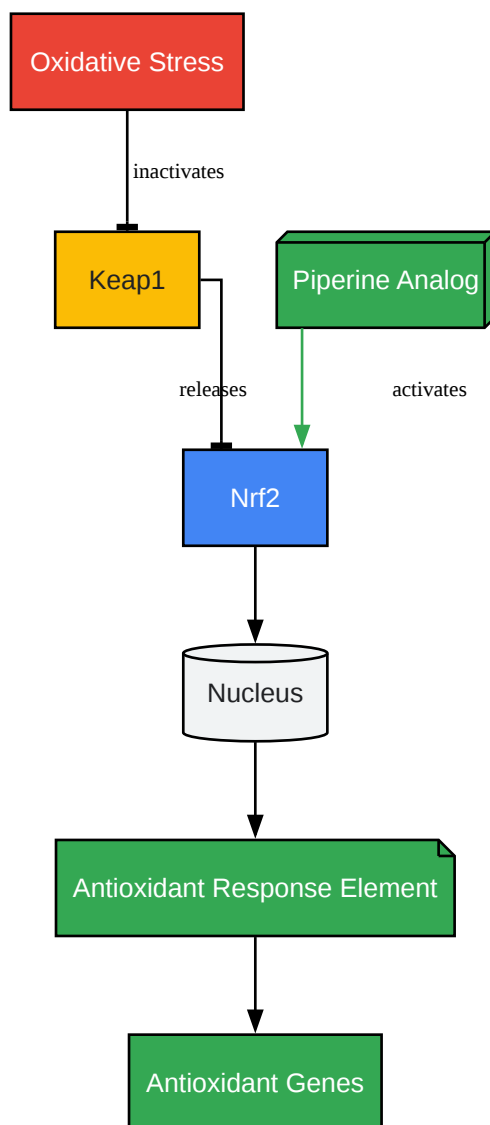 Oxidative Stress
inactivates
Keap1
Piperine Analog
releases
activates
Nrf2
Nucleus
Antioxidant Response Element
Antioxidant Genes